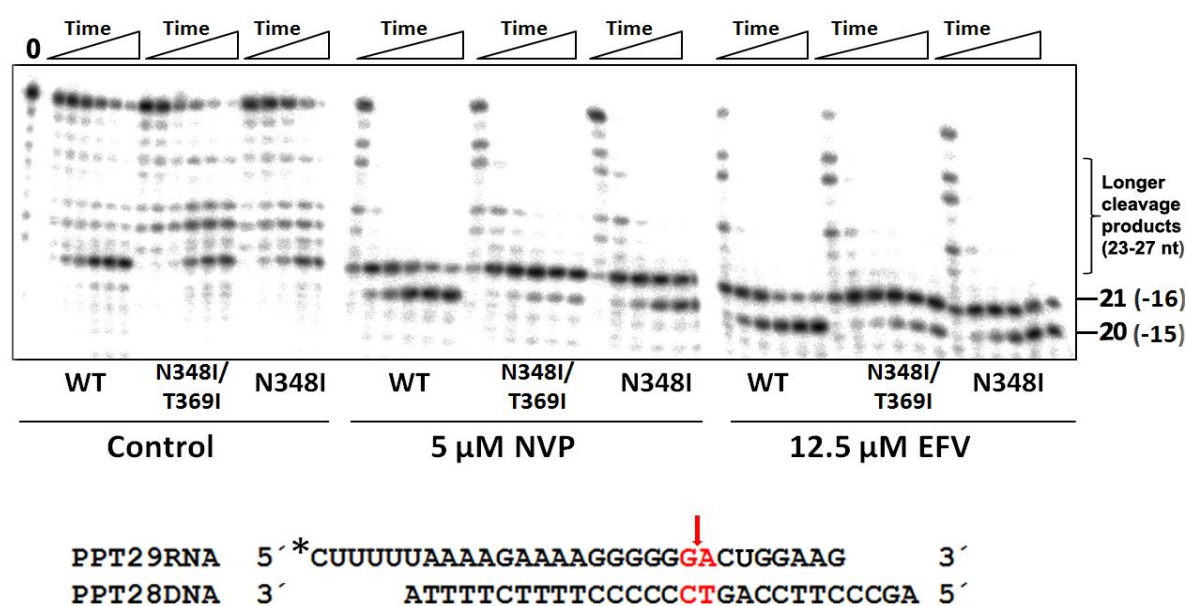 Time Time Time Time Time Time Time Time Time
0
Longer
cleavage
products
(23-27 nt)
21 (-16)
20 (-15)
WT N348I/ N348I WT N348I/ N348I WT N348I/ N348I
T369I T369I T369I
Control 5 µM NVP 12.5 µM EFV
PPT29RNA 5´ *CUUUUUAAAAGAAAAGGGGGGACUGGAAG 3´
PPT28DNA 3´ ATTTTCTTTTCCCCCCTGACCTTCCCGA 5´